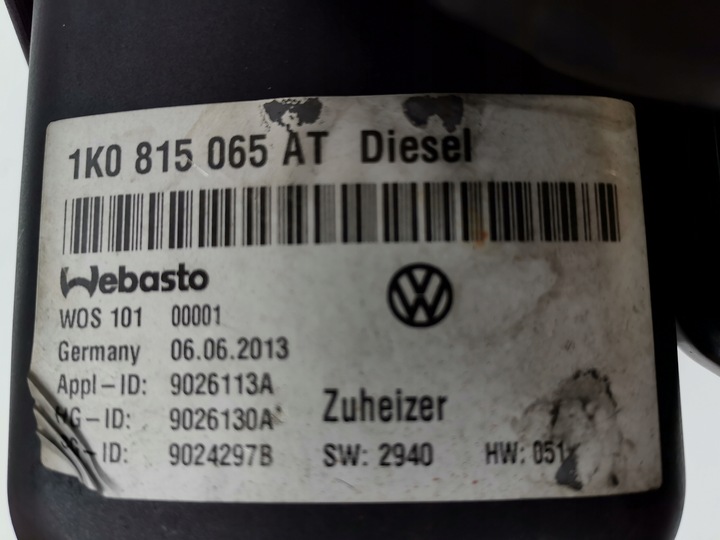 1K0 815 065 AT Diesel
Webasto
WOS 101 00001
Germany 06.06.2013
Appl-ID: 9026113A
HG-ID: 9026130A Zuheizer
-ID: 9024297B SW: 2940 HW: 051